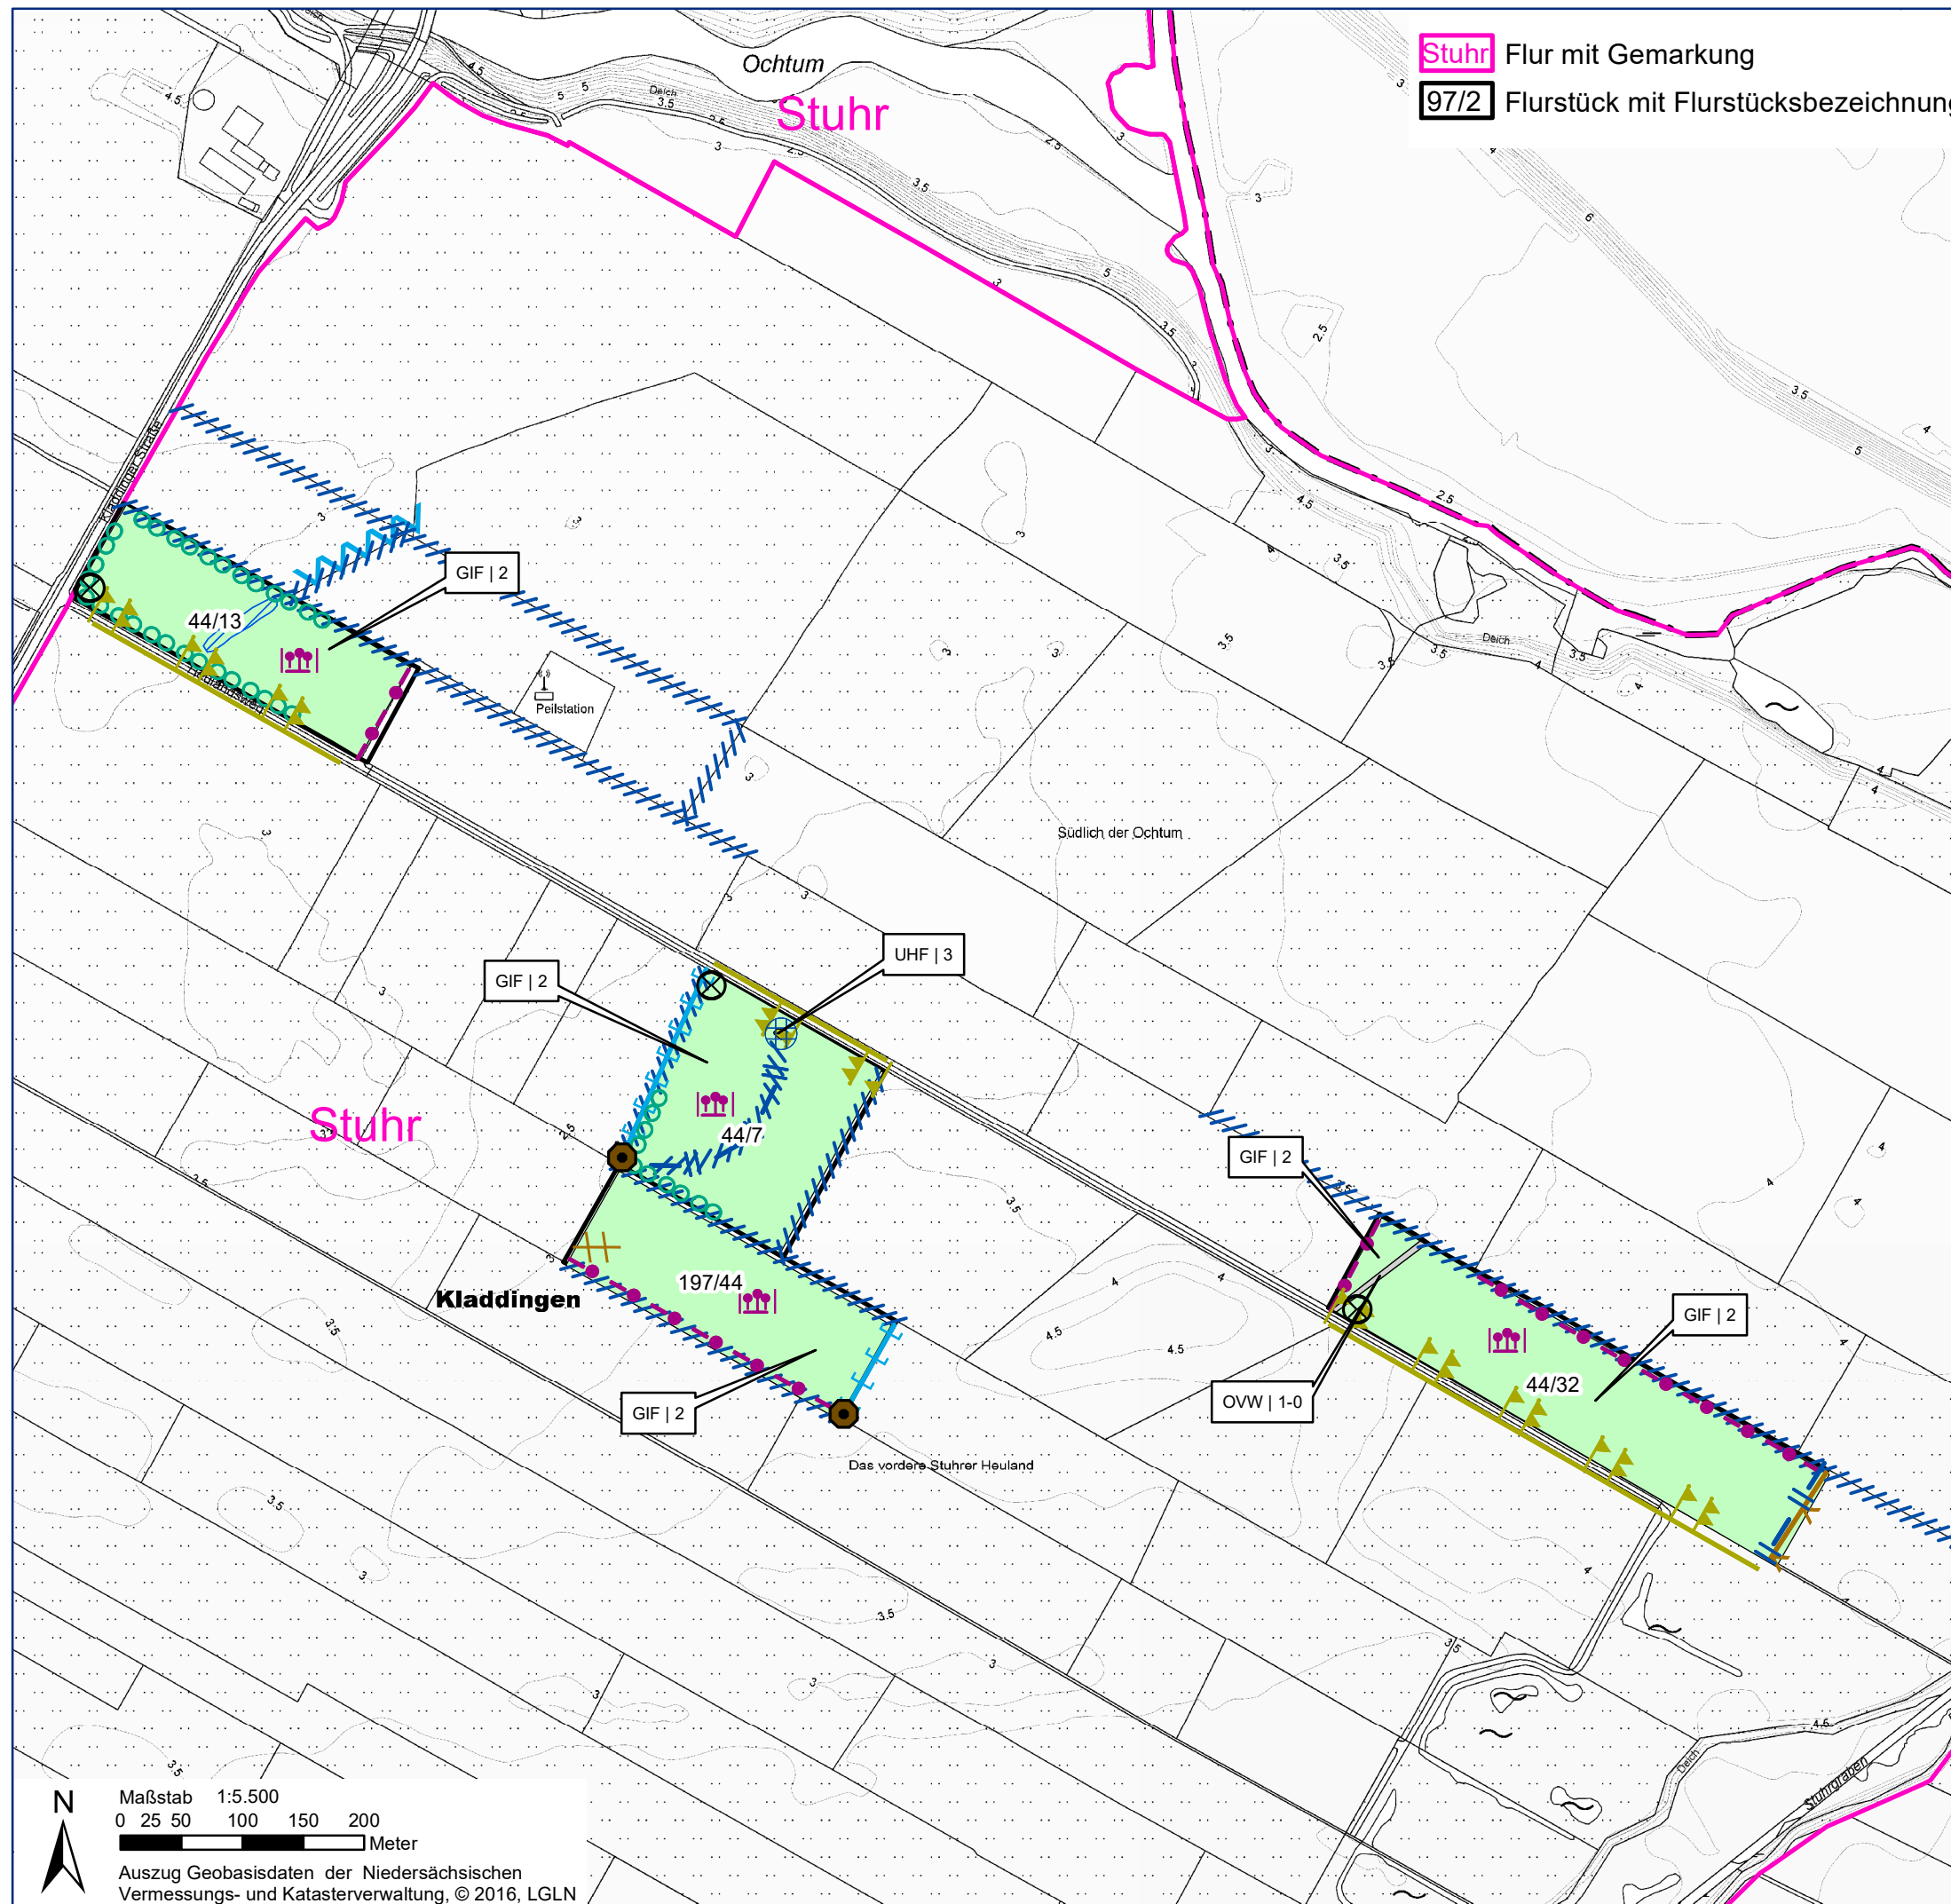 Stuhr Flur mit Gemarkung
97/2 Flurstück mit Flurstücksbezeichnung
Ochtum
Deich
Stuhr
Kladdinger Straße
GIF | 2
44/13
Peilstation
Südlich der Ochtum
Deich
UHF | 3
GIF | 2
44/7
Stuhr
GIF | 2
197/44
Kladdingen
GIF | 2
44/32
GIF | 2
OVW | 1-0
Das vordere Stuhrer Heuland
Deich
Stuhrgraben
N
Maßstab 1:5.500
0 25 50 100 150 200
Meter
Auszug Geobasisdaten der Niedersächsischen
Vermessungs- und Katasterverwaltung, © 2016, LGLN